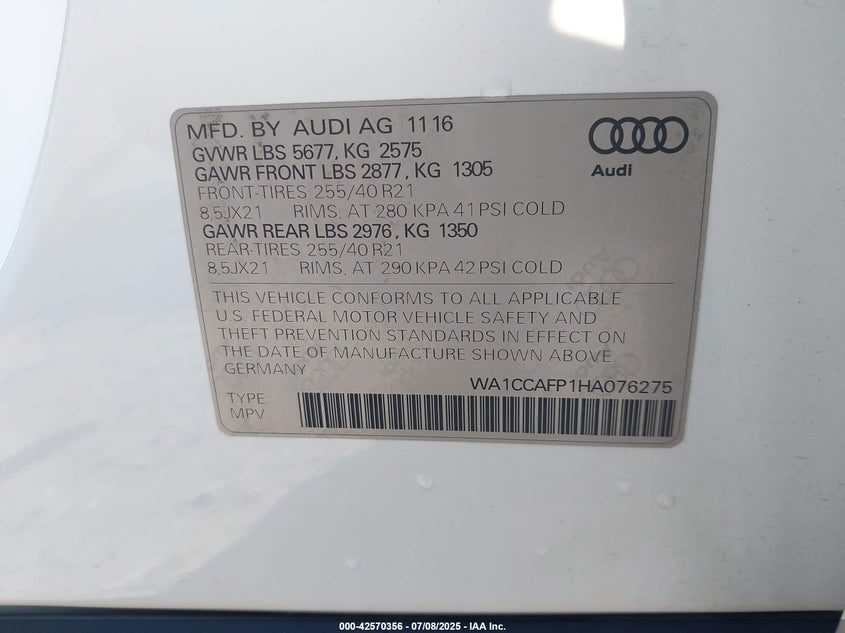 MFD. BY AUDI AG 11 16
Audi
GVWR LBS 5677, KG 2575
GAWR FRONT LBS 2877, KG 1305
FRONT-TIRES 255/40 R21
8,5JX21 RIMS, AT 280 KPA 41 PSI COLD
GAWR REAR LBS 2976, KG 1350
REAR-TIRES 255/40 R21
8,5JX21 RIMS, AT 290 KPA 42 PSI COLD
THIS VEHICLE CONFORMS TO ALL APPLICABLE
U.S. FEDERAL MOTOR VEHICLE SAFETY AND
THEFT PREVENTION STANDARDS IN EFFECT ON
THE DATE OF MANUFACTURE SHOWN ABOVE
GERMANY
WA1CCAFP1HA076275
TYPE
MPV
000-42570356 - 07/08/2025 - IAA Inc.